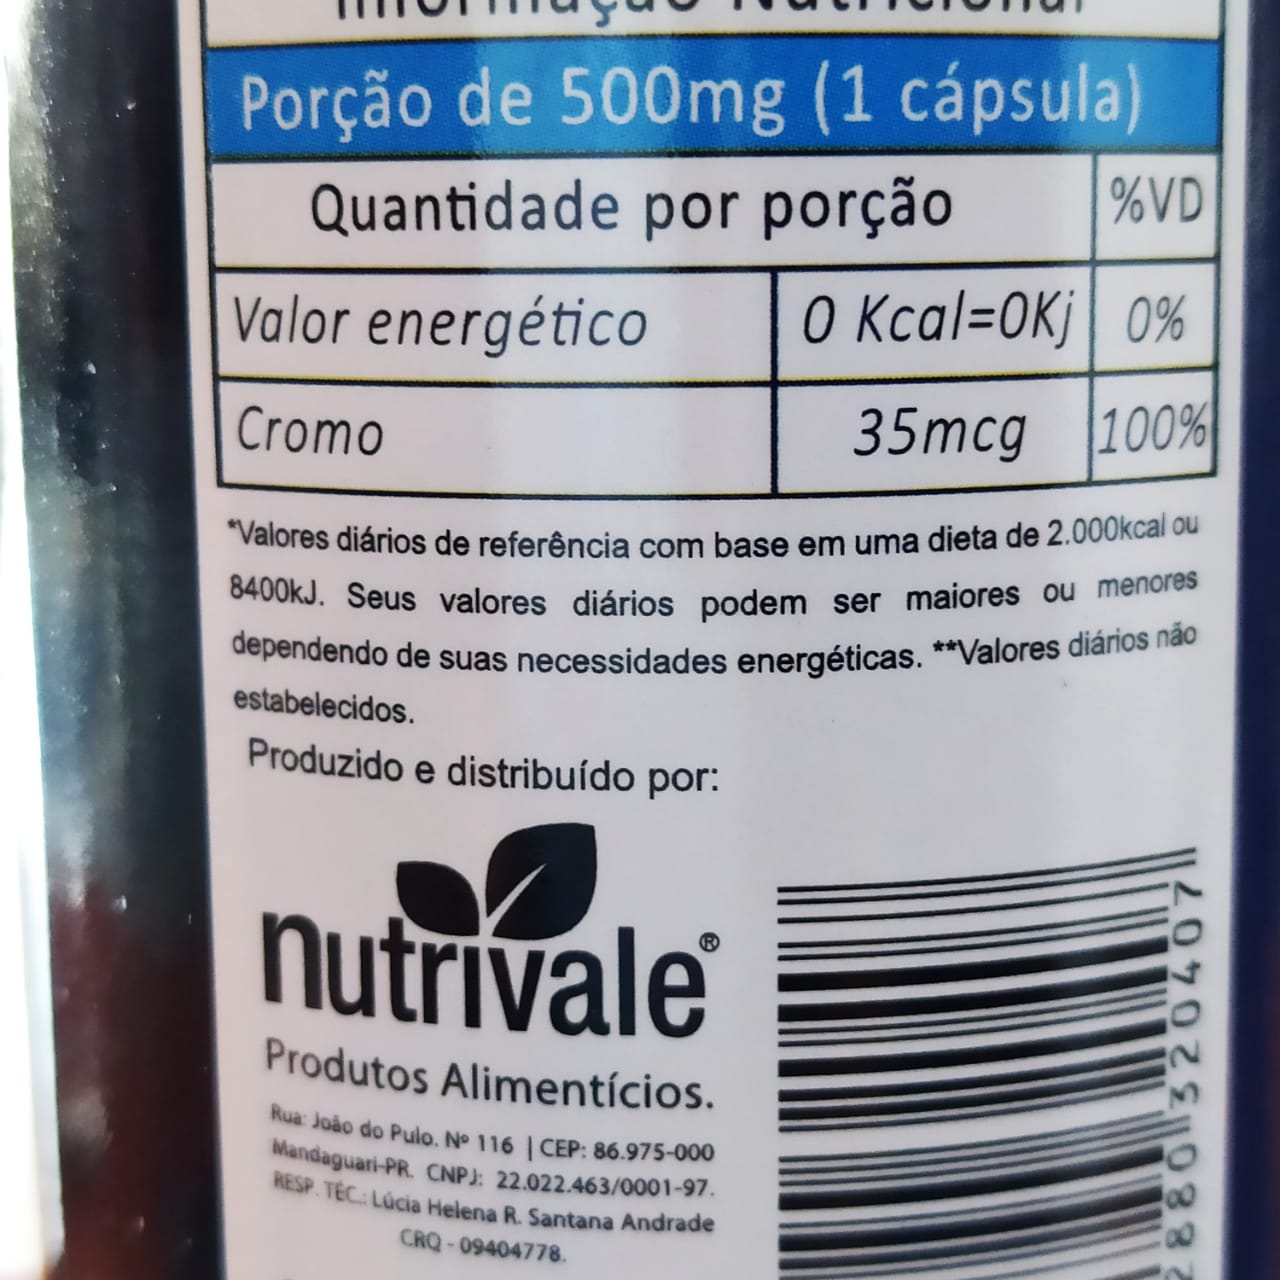 Informação Nutricional
Porção de 500mg (1 cápsula)
Quantidade por porção %VD
Valor energético 0 Kcal=0Kj 0%
Cromo 35mcg 100%
*Valores diários de referência com base em uma dieta de 2.000kcal ou
8400kJ. Seus valores diários podem ser maiores ou menores
dependendo de suas necessidades energéticas. **Valores diários não
estabelecidos.
Produzido e distribuído por:
nutrivale®
Produtos Alimentícios.
Rua: João do Pulo. Nº 116 | CEP: 86.975-000
Mandaguari-PR. CNPJ: 22.022.463/0001-97.
RESP. TÉC.: Lúcia Helena R. Santana Andrade
CRQ - 09404778.
2880320407